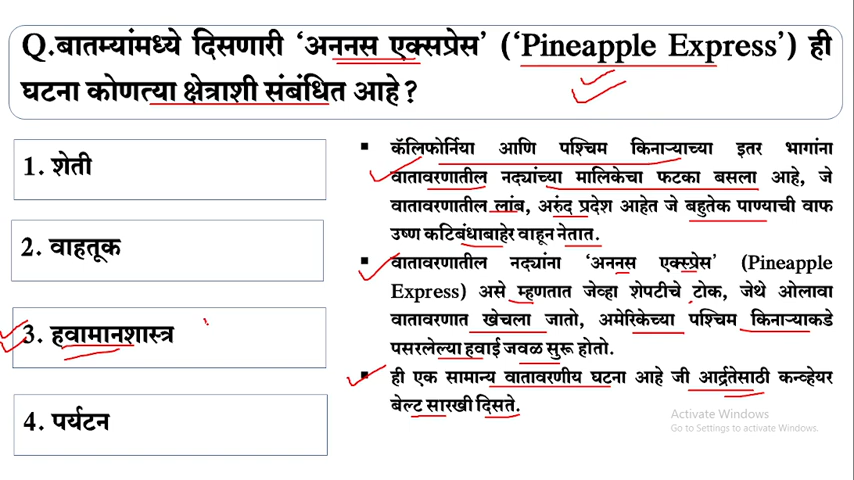 Q.बातम्यांमध्ये दिसणारी ‘अननस एक्सप्रेस’ (‘Pineapple Express’) ही
घटना कोणत्या क्षेत्राशी संबंधित आहे?
1. शेती
2. वाहतूक
3. हवामानशास्त्र
4. पर्यटन
▪ कॅलिफोर्निया आणि पश्चिम किनाऱ्याच्या इतर भागांना
वातावरणातील नद्यांच्या मालिकेचा फटका बसला आहे, जे
वातावरणातील लांब, अरुंद प्रदेश आहेत जे बहुतेक पाण्याची वाफ
उष्ण कटिबंधाबाहेर वाहून नेतात.
▪ वातावरणातील नद्यांना ‘अननस एक्स्प्रेस’ (Pineapple
Express) असे म्हणतात जेव्हा शेपटीचे टोक, जेथे ओलावा
वातावरणात खेचला जातो, अमेरिकेच्या पश्चिम किनाऱ्याकडे
पसरलेल्या हवाई जवळ सुरू होतो.
▪ ही एक सामान्य वातावरणीय घटना आहे जी आर्द्रतेसाठी कन्व्हेयर
बेल्ट सारखी दिसते.
Activate Windows
Go to Settings to activate Windows.